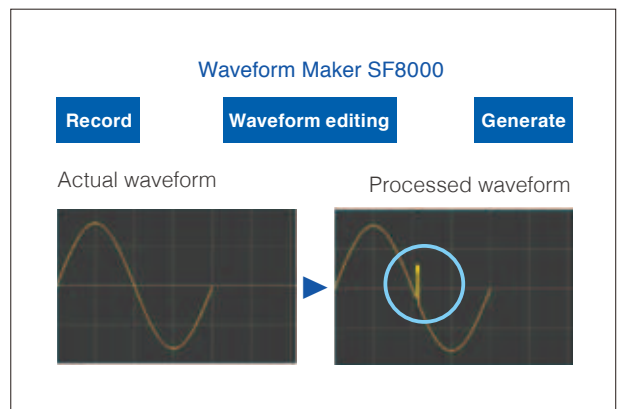 Waveform Maker SF8000
Record
Waveform editing
Generate
Actual waveform
Processed waveform